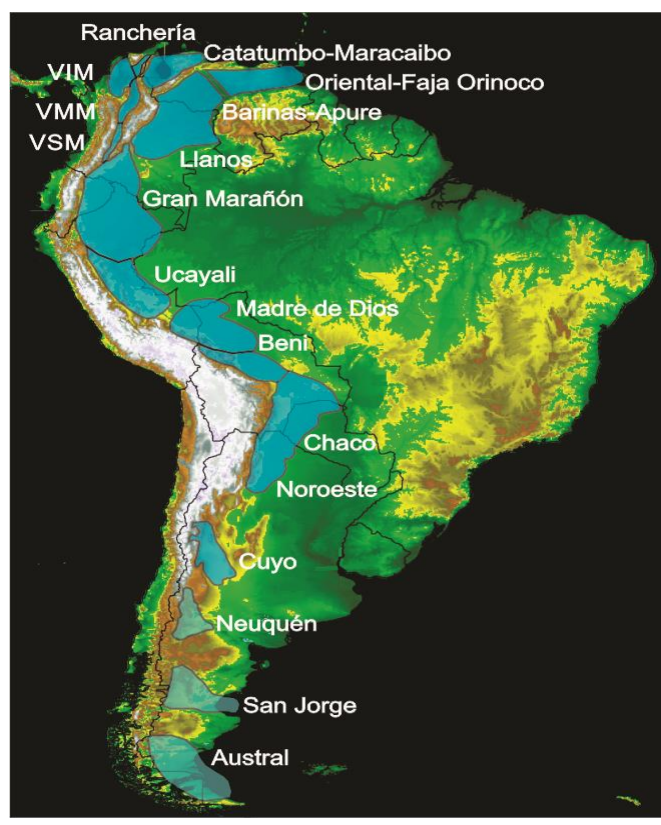 Ranchería
Catatumbo-Maracaibo
VIM
Oriental-Faja Orinoco
VMM
Barinas-Apure
VSM
Llanos
Gran Marañón
Ucayali
Madre de Dios
Beni
Chaco
Noroeste
Cuyo
Neuquén
San Jorge
Austral